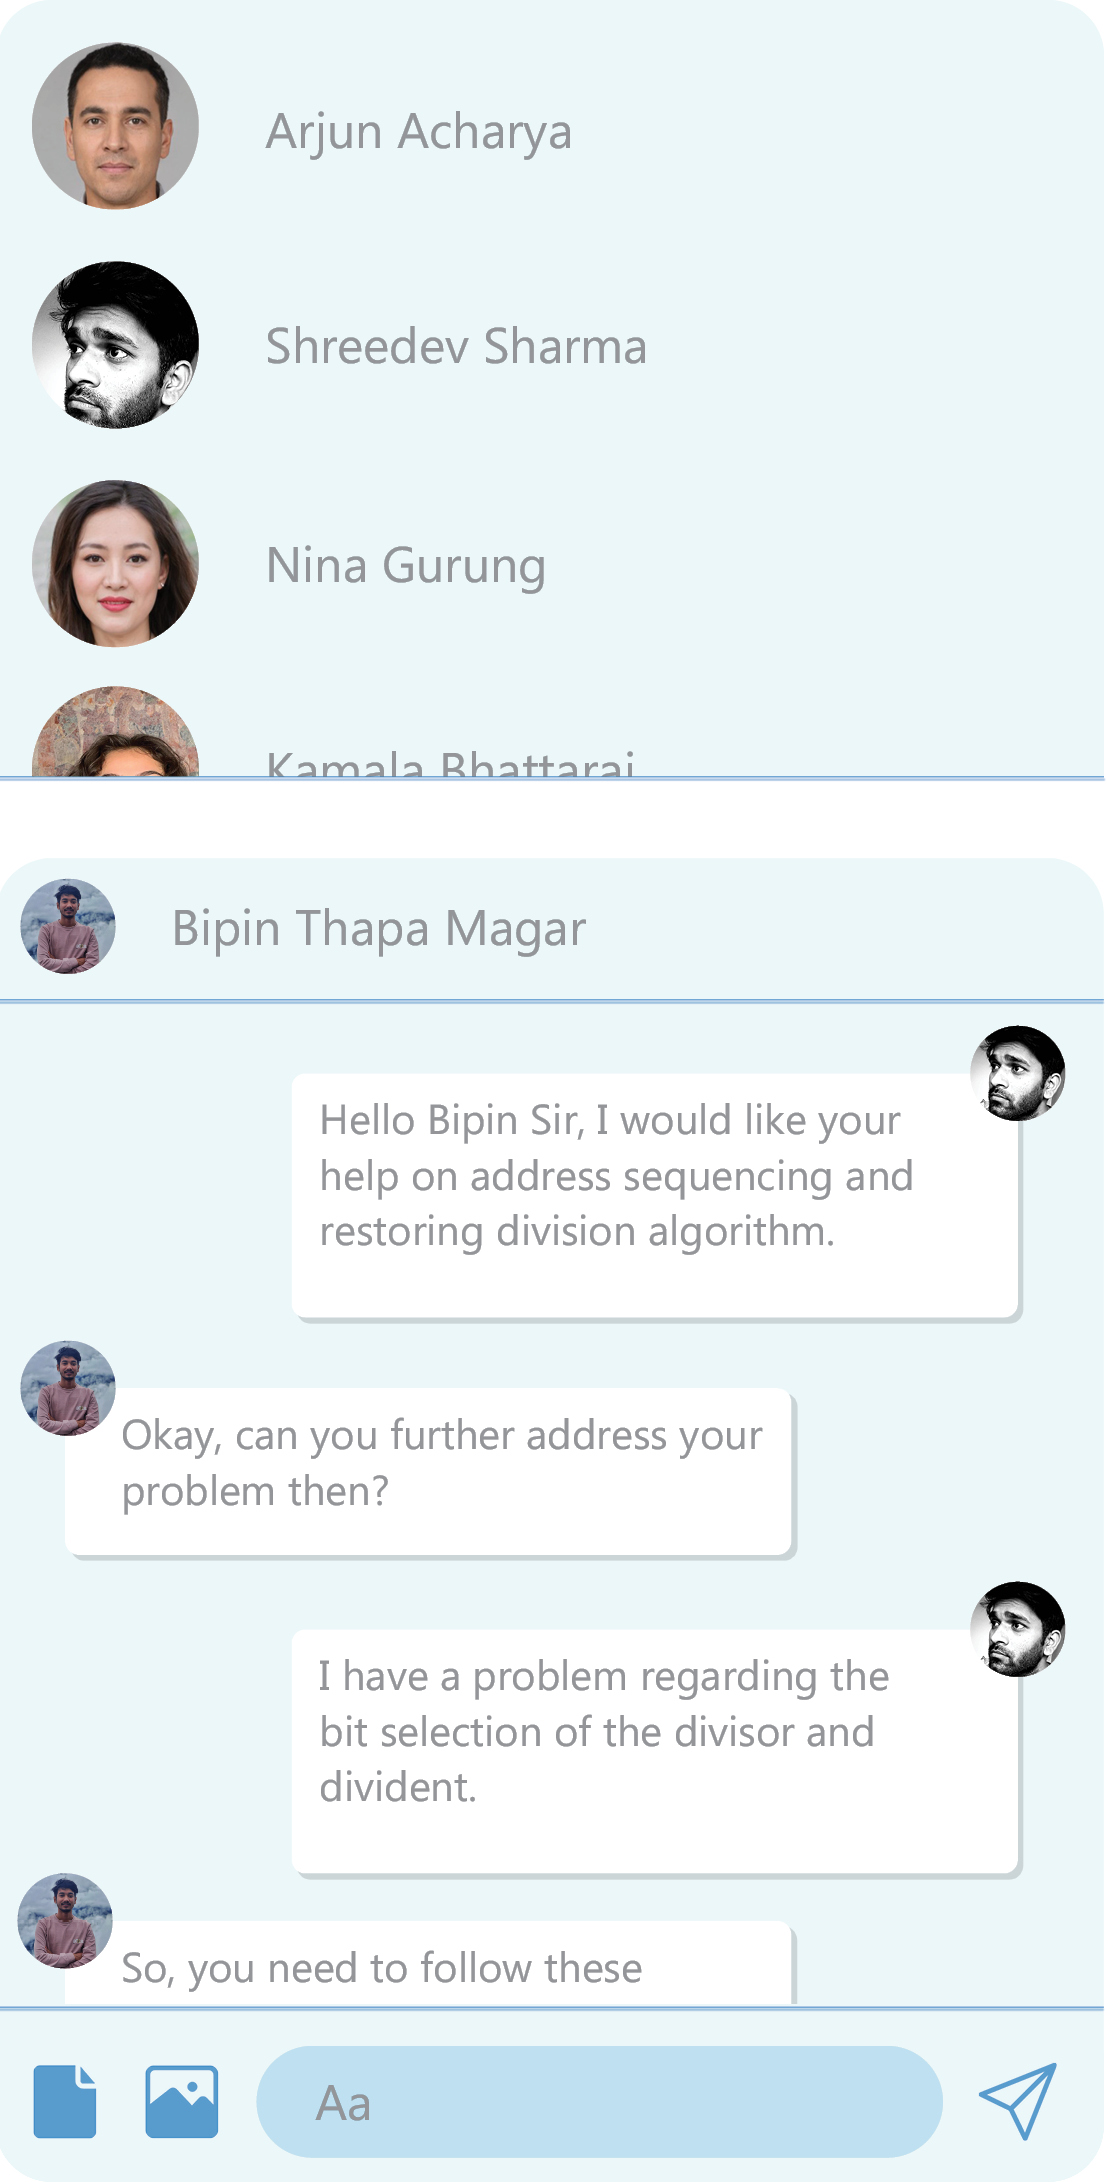 Arjun Acharya
Shreedev Sharma
Nina Gurung
Kamala Bhattarai
Bipin Thapa Magar
Hello Bipin Sir, I would like your
help on address sequencing and
restoring division algorithm.
Okay, can you further address your
problem then?
I have a problem regarding the
bit selection of the divisor and
divident.
So, you need to follow these
Aa